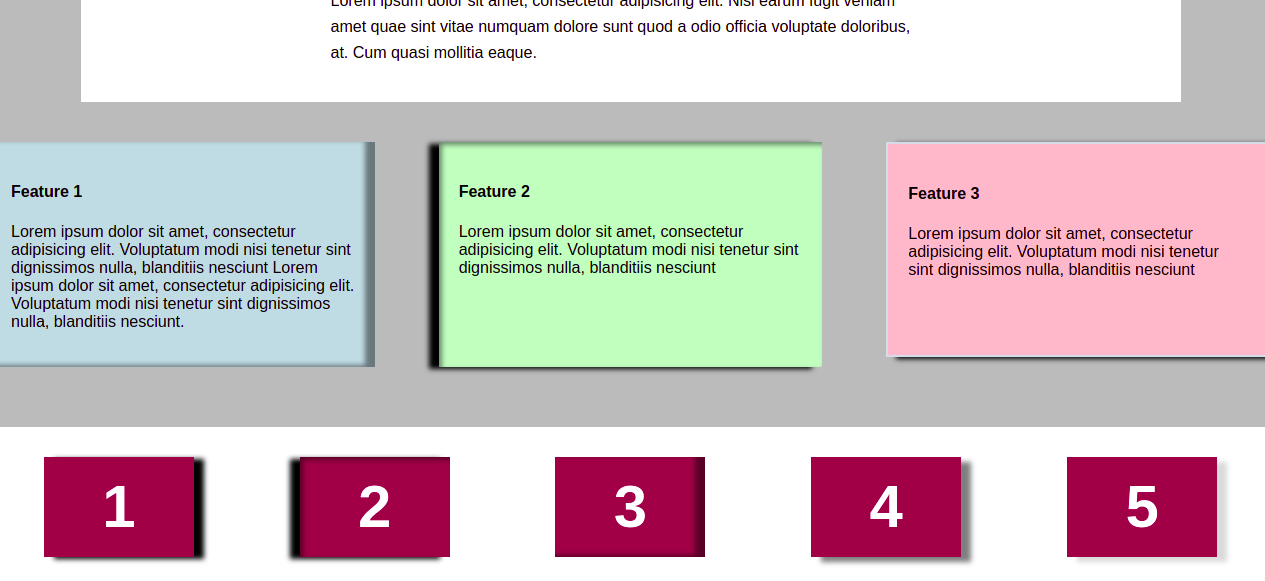 Lorem ipsum dolor sit amet, consectetur adipisicing elit. Nisi earum fugit veniam
amet quae sint vitae numquam dolore sunt quod a odio officia voluptate doloribus,
at. Cum quasi mollitia eaque.
Feature 1
Lorem ipsum dolor sit amet, consectetur
adipisicing elit. Voluptatum modi nisi tenetur sint
dignissimos nulla, blanditiis nesciunt Lorem
ipsum dolor sit amet, consectetur adipisicing elit.
Voluptatum modi nisi tenetur sint dignissimos
nulla, blanditiis nesciunt.
Feature 2
Lorem ipsum dolor sit amet, consectetur
adipisicing elit. Voluptatum modi nisi tenetur sint
dignissimos nulla, blanditiis nesciunt
Feature 3
Lorem ipsum dolor sit amet, consectetur
adipisicing elit. Voluptatum modi nisi tenetur
sint dignissimos nulla, blanditiis nesciunt
1
2
3
4
5